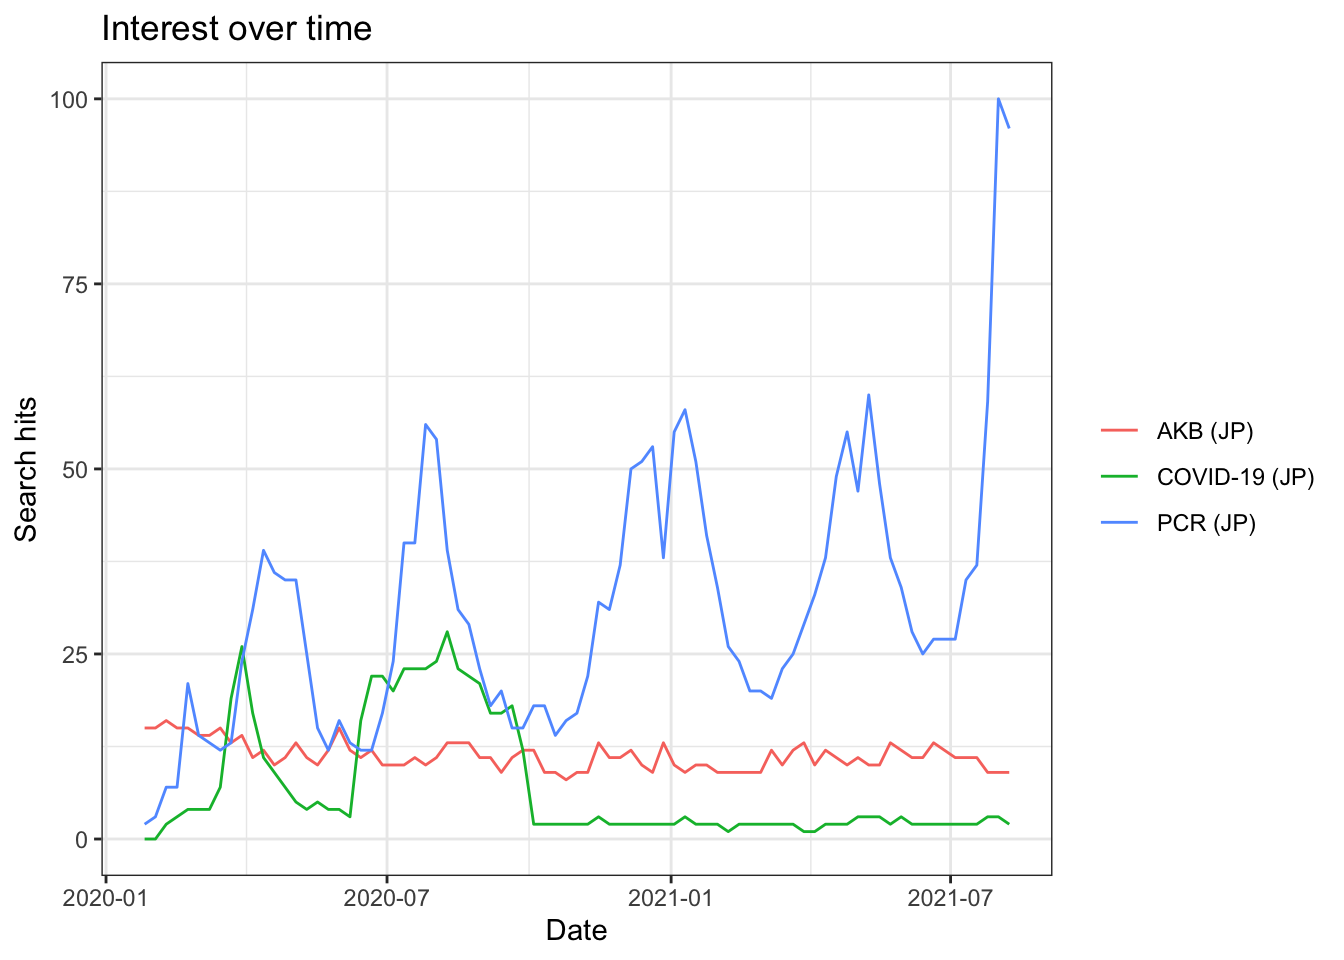 Interest over time
100
75
50
25
0
Search hits
2020-01
2020-07
2021-01
2021-07
Date
AKB (JP)
COVID-19 (JP)
PCR (JP)